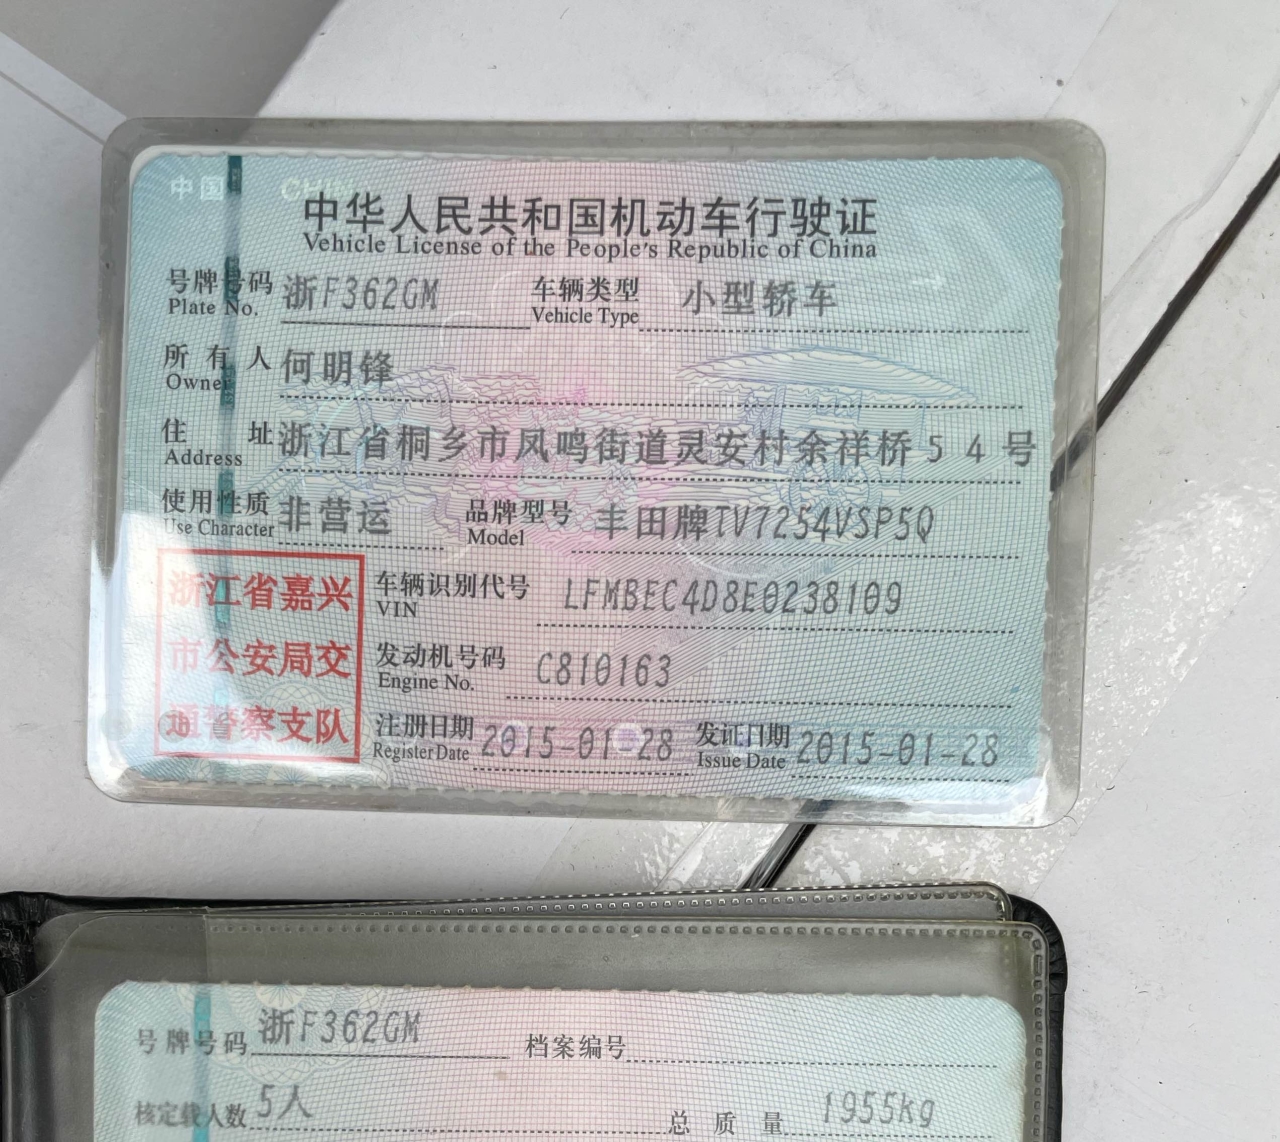 中国 CHIN
中华人民共和国机动车行驶证
Vehicle License of the People's Republic of China
号牌号码 浙F362GM 车辆类型 小型轿车
Plate No. Vehicle Type
所有人 何明锋
Owner
住址 浙江省桐乡市凤鸣街道灵安村余祥桥54号
Address
使用性质 非营运 品牌型号 丰田牌TV7254VSP5Q
Use Character Model
浙江省嘉兴
市公安局交
通警察支队
车辆识别代号 LFMBEC4D8E0238109
VIN
发动机号码 C810163
Engine No.
注册日期 2015-01-28 发证日期 2015-01-28
Register Date Issue Date
号牌号码 浙F362GM 档案编号
核定载人数 5人 总质量 1955kg